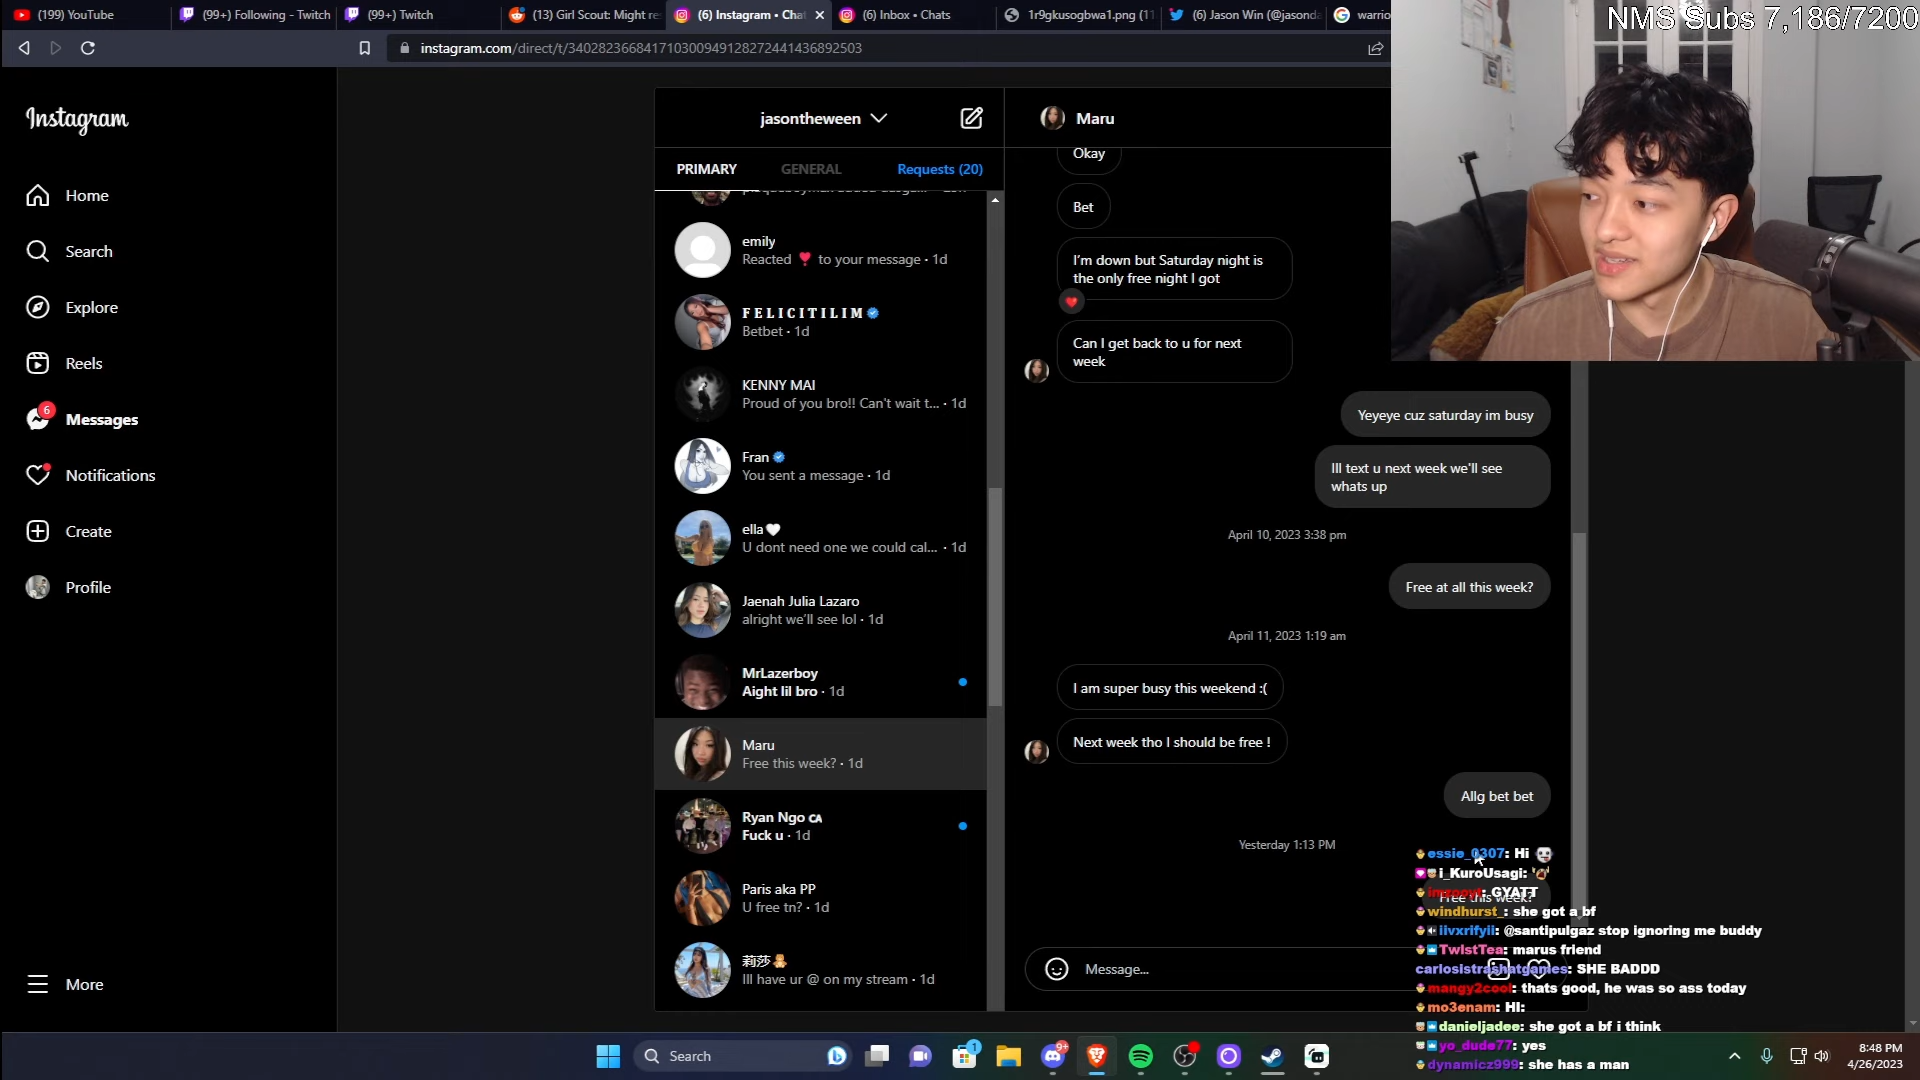 (199) YouTube
(99+) Following - Twitch
(99+) Twitch
(13) Girl Scout: Might re
(6) Instagram • Cha
(6) Inbox • Chats
1r9gkusogbwa1.png (11
(6) Jason Win (@jasonda
warrio
NMS Subs 7,186/7200
instagram.com/direct/t/340282366841710300949128272441436892503
Instagram
Home
Search
Explore
Reels
6
Messages
Notifications
Create
Profile
More
jasontheween
PRIMARY
GENERAL
Requests (20)
emily
Reacted ❣️ to your message • 1d
FELICITILIM
Betbet • 1d
KENNY MAI
Proud of you bro!! Can't wait t... • 1d
Fran
You sent a message • 1d
ella🤍
U dont need one we could cal... • 1d
Jaenah Julia Lazaro
alright we'll see lol • 1d
MrLazerboy
Aight lil bro • 1d
Maru
Free this week? • 1d
Ryan Ngo CA
Fuck u • 1d
Paris aka PP
U free tn? • 1d
莉莎
Ill have ur @ on my stream • 1d
Maru
Okay
Bet
I'm down but Saturday night is
the only free night I got
Can I get back to u for next
week
Yeyeye cuz saturday im busy
Ill text u next week we'll see
whats up
April 10, 2023 3:38 pm
Free at all this week?
April 11, 2023 1:19 am
I am super busy this weekend :(
Next week tho I should be free !
Allg bet bet
Yesterday 1:13 PM
Free this week?
Message...
essie_0307: Hi
i_KuroUsagi:
GYATT
windhurst_: she got a bf
iivxrifyii: @santipulgaz stop ignoring me buddy
TwistTea: marus friend
carlosistrashatgames: SHE BADDD
mangy2cool: thats good, he was so ass today
mo3enam: HI:
danieljadee: she got a bf i think
yo_dude77: yes
dynamicz999: she has a man
Search
1
9+
8:48 PM
4/26/2023